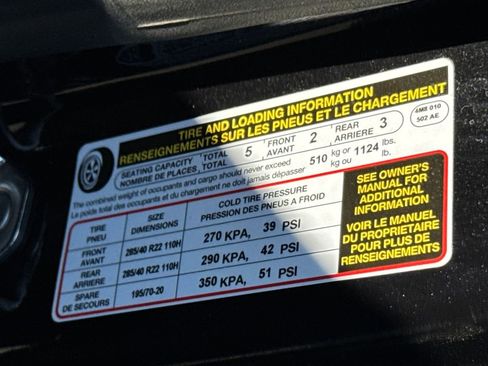 TIRE AND LOADING INFORMATION
RENSEIGNEMENTS SUR LES PNEUS ET LE CHARGEMENT
4M8 010
502 AE
SEATING CAPACITY TOTAL 5 FRONT 2 REAR 3
NOMBRE DE PLACES TOTAL AVANT ARRIERE
The combined weight of occupants and cargo should never exceed 510 kg or 1124 lbs.
Le poids total des occupants et du chargement ne doit jamais dépasser kg ou lb.
TIRE SIZE COLD TIRE PRESSURE
PNEU DIMENSIONS PRESSION DES PNEUS A FROID
FRONT 285/40 R22 110H 270 KPA, 39 PSI
AVANT
REAR 285/40 R22 110H 290 KPA, 42 PSI
ARRIERE
SPARE 195/70-20 350 KPA, 51 PSI
DE SECOURS
SEE OWNER'S
MANUAL FOR
ADDITIONAL
INFORMATION
VOIR LE MANUEL
DU PROPRIETAIRE
POUR PLUS DE
RENSEIGNEMENTS